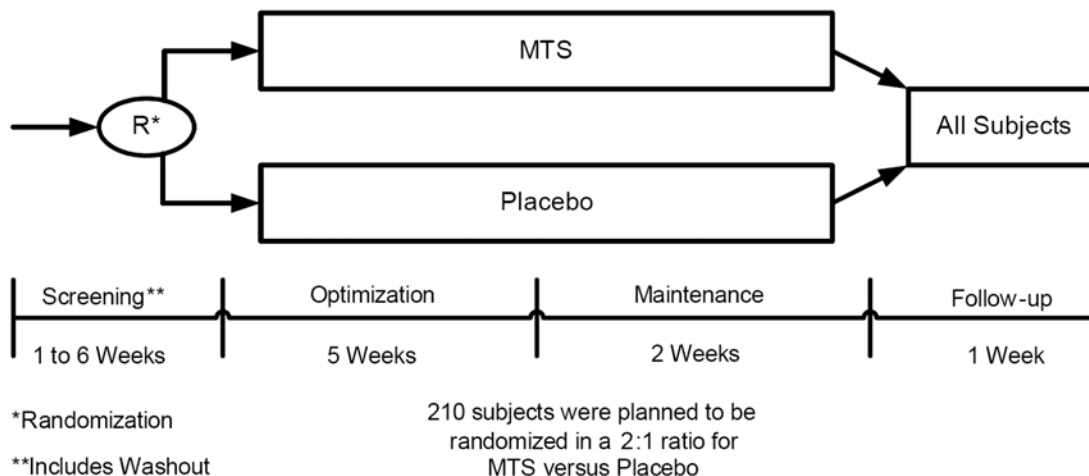 MTS
R*
All Subjects
Placebo
Screening**
Optimization
Maintenance
Follow-up
1 to 6 Weeks
5 Weeks
2 Weeks
1 Week
*Randomization
**Includes Washout
210 subjects were planned to be
randomized in a 2:1 ratio for
MTS versus Placebo